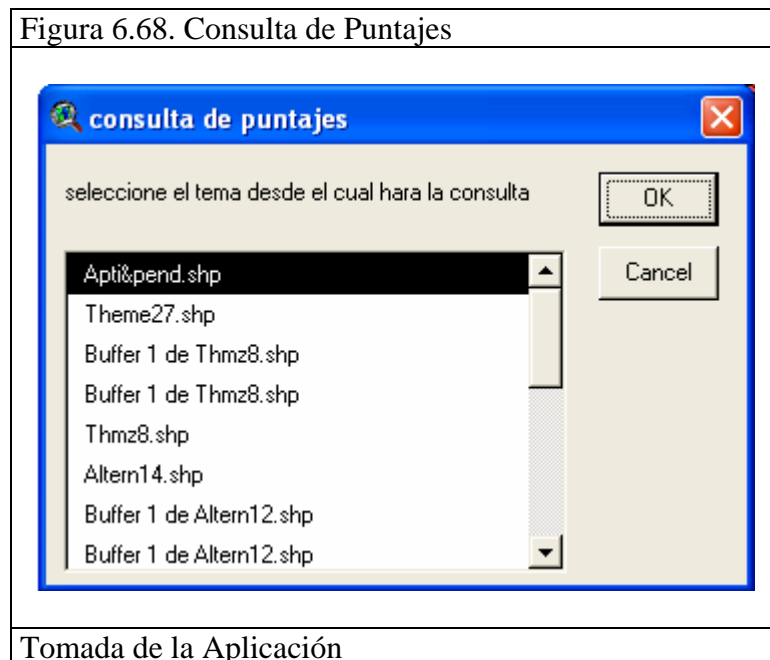 Figura 6.68. Consulta de Puntajes
consulta de puntajes
seleccione el tema desde el cual hara la consulta
OK
Cancel
Apti&pend.shp
Theme27.shp
Buffer 1 de Thmz8.shp
Buffer 1 de Thmz8.shp
Thmz8.shp
Altern14.shp
Buffer 1 de Altern12.shp
Buffer 1 de Altern12.shp
Tomada de la Aplicación